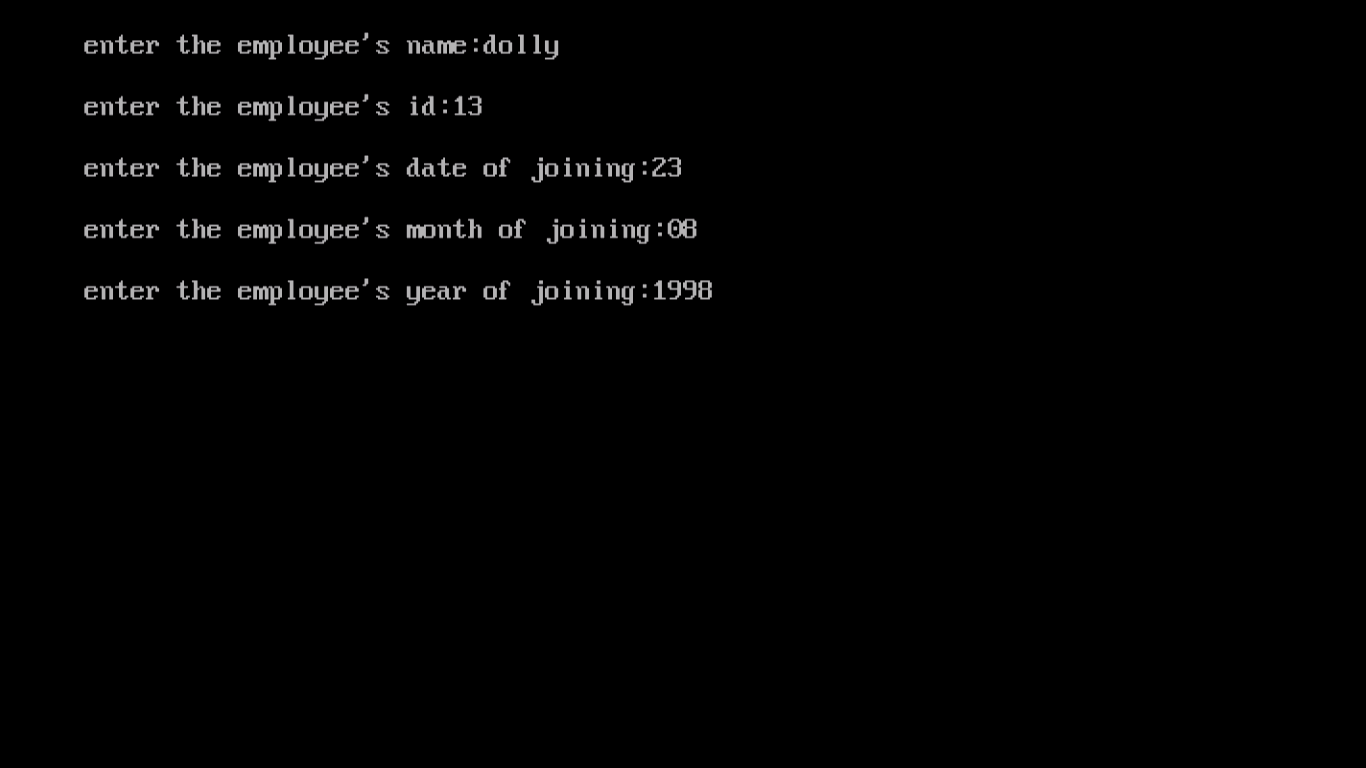 enter the employee's name:dolly
enter the employee's id:13
enter the employee's date of joining:23
enter the employee's month of joining:08
enter the employee's year of joining:1998